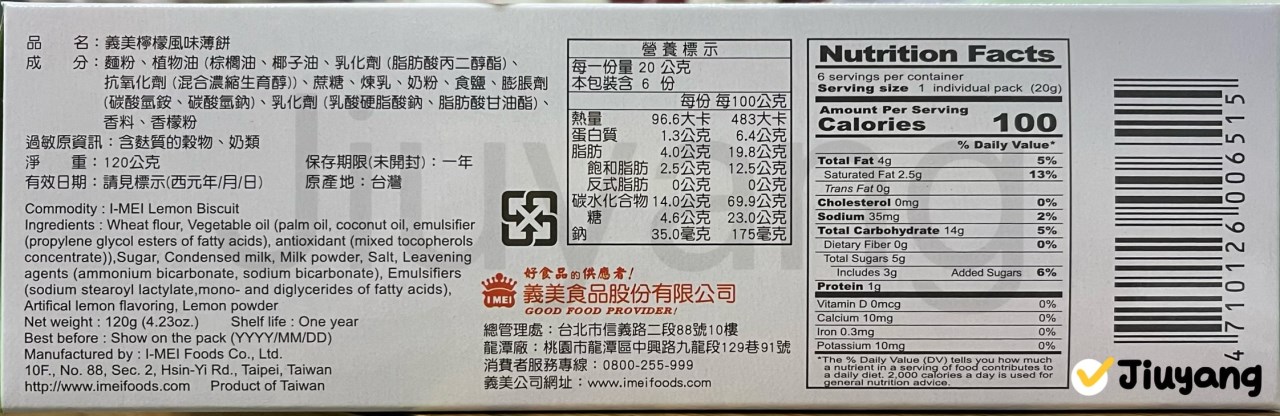 品 名：義美檸檬風味薄餅
成 分：麵粉、植物油 (棕櫚油、椰子油、乳化劑 (脂肪酸丙二醇酯)、
抗氧化劑 (混合濃縮生育醇))、蔗糖、煉乳、奶粉、食鹽、膨脹劑
(碳酸氫銨、碳酸氫鈉)、乳化劑 (乳酸硬脂酸鈉、脂肪酸甘油酯)、
香料、香檬粉
過敏原資訊：含麩質的穀物、奶類
淨 重：120公克 保存期限(未開封)：一年
有效日期：請見標示(西元年/月/日) 原產地：台灣
Commodity : I-MEI Lemon Biscuit
Ingredients : Wheat flour, Vegetable oil (palm oil, coconut oil, emulsifier
(propylene glycol esters of fatty acids), antioxidant (mixed tocopherols
concentrate)),Sugar, Condensed milk, Milk powder, Salt, Leavening
agents (ammonium bicarbonate, sodium bicarbonate), Emulsifiers
(sodium stearoyl lactylate,mono- and diglycerides of fatty acids),
Artifical lemon flavoring, Lemon powder
Net weight : 120g (4.23oz.) Shelf life : One year
Best before : Show on the pack (YYYY/MM/DD)
Manufactured by : I-MEI Foods Co., Ltd.
10F., No. 88, Sec. 2, Hsin-Yi Rd., Taipei, Taiwan
http://www.imeifoods.com Product of Taiwan
營養標示
每一份量 20 公克
本包裝含 6 份
每份 每100公克
熱量 96.6大卡 483大卡
蛋白質 1.3公克 6.4公克
脂肪 4.0公克 19.8公克
飽和脂肪 2.5公克 12.5公克
反式脂肪 0公克 0公克
碳水化合物 14.0公克 69.9公克
糖 4.6公克 23.0公克
鈉 35.0毫克 175毫克
好食品的供應者!
I MEI 義美食品股份有限公司
GOOD FOOD PROVIDER!
總管理處：台北市信義路二段88號10樓
龍潭廠：桃園市龍潭區中興路九龍段129巷91號
消費者服務專線：0800-255-999
義美公司網址：www.imeifoods.com
Nutrition Facts
6 servings per container
Serving size 1 individual pack (20g)
Amount Per Serving
Calories 100
% Daily Value*
Total Fat 4g 5%
Saturated Fat 2.5g 13%
Trans Fat 0g
Cholesterol 0mg 0%
Sodium 35mg 2%
Total Carbohydrate 14g 5%
Dietary Fiber 0g 0%
Total Sugars 5g
Includes 3g Added Sugars 6%
Protein 1g
Vitamin D 0mcg 0%
Calcium 10mg 0%
Iron 0.3mg 0%
Potassium 10mg 0%
*The % Daily Value (DV) tells you how much
a nutrient in a serving of food contributes to
a daily diet. 2,000 calories a day is used for
general nutrition advice.
4 710126 006515
Jiuyang
jiuyang